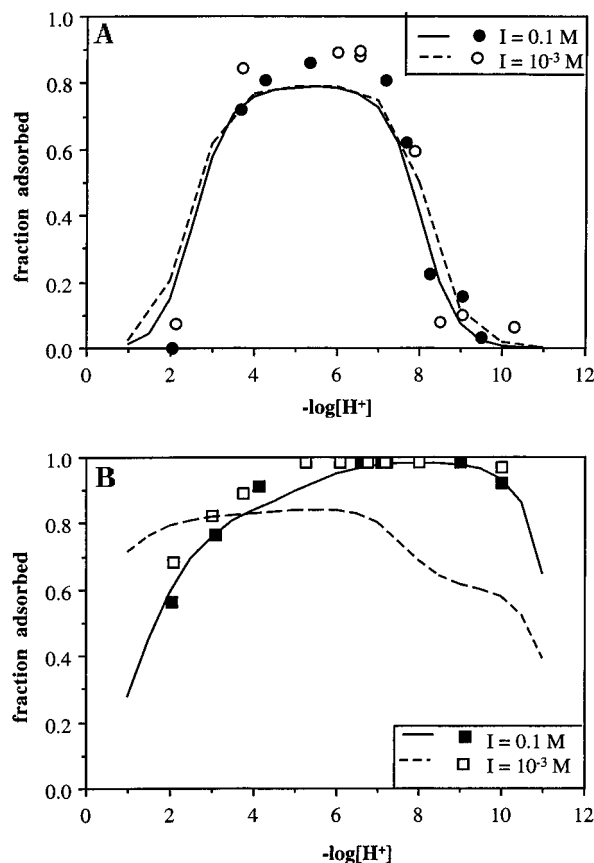 A
I = 0.1 M
I = 10⁻³ M
1.0
0.8
0.6
0.4
0.2
0.0
fraction adsorbed
0 2 4 6 8 10 12
-log[H⁺]
B
1.0
0.8
0.6
0.4
0.2
0.0
fraction adsorbed
I = 0.1 M
I = 10⁻³ M
0 2 4 6 8 10 12
-log[H⁺]